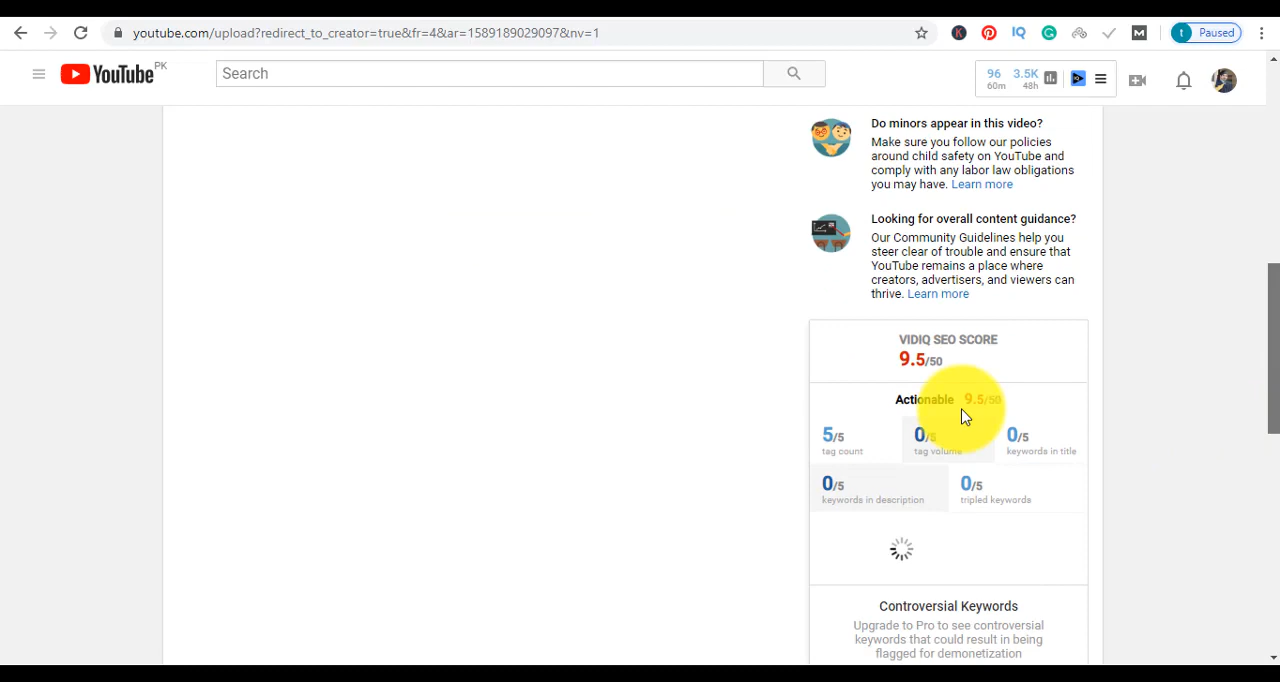 youtube.com/upload?redirect_to_creator=true&fr=4&ar=1589189029097&nv=1
K
IQ
M
t
Paused
YouTube PK
Search
96
60m
3.5K
48h
Do minors appear in this video?
Make sure you follow our policies
around child safety on YouTube and
comply with any labor law obligations
you may have. Learn more
Looking for overall content guidance?
Our Community Guidelines help you
steer clear of trouble and ensure that
YouTube remains a place where
creators, advertisers, and viewers can
thrive. Learn more
VIDIQ SEO SCORE
9.5/50
Actionable 9.5/50
5/5
tag count
0/5
tag volume
0/5
keywords in title
0/5
keywords in description
0/5
tripled keywords
Controversial Keywords
Upgrade to Pro to see controversial
keywords that could result in being
flagged for demonetization